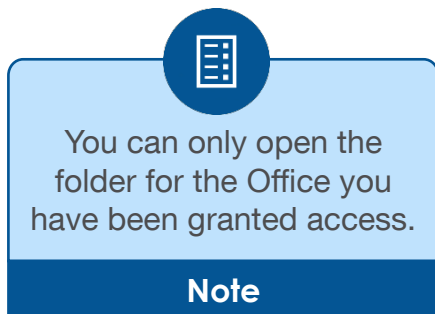 You can only open the
folder for the Office you
have been granted access.
Note